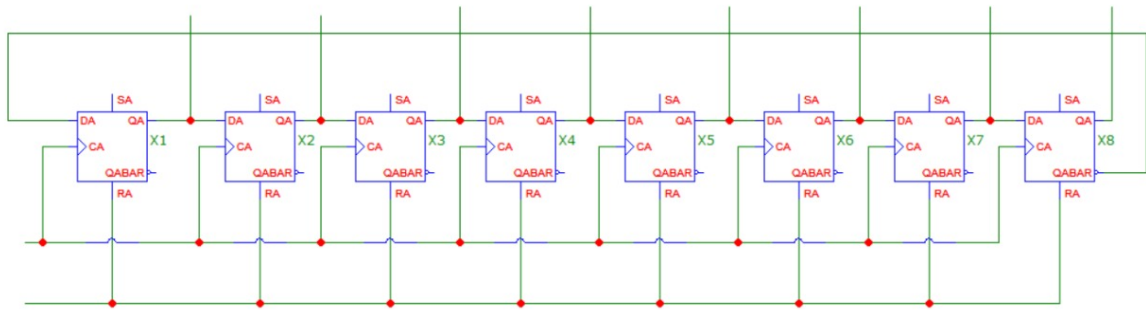 SA SA SA SA SA SA SA SA
DA QA DA QA DA QA DA QA DA QA DA QA DA QA DA QA
X1 X2 X3 X4 X5 X6 X7 X8
CA CA CA CA CA CA CA CA
QABAR QABAR QABAR QABAR QABAR QABAR QABAR QABAR
RA RA RA RA RA RA RA RA